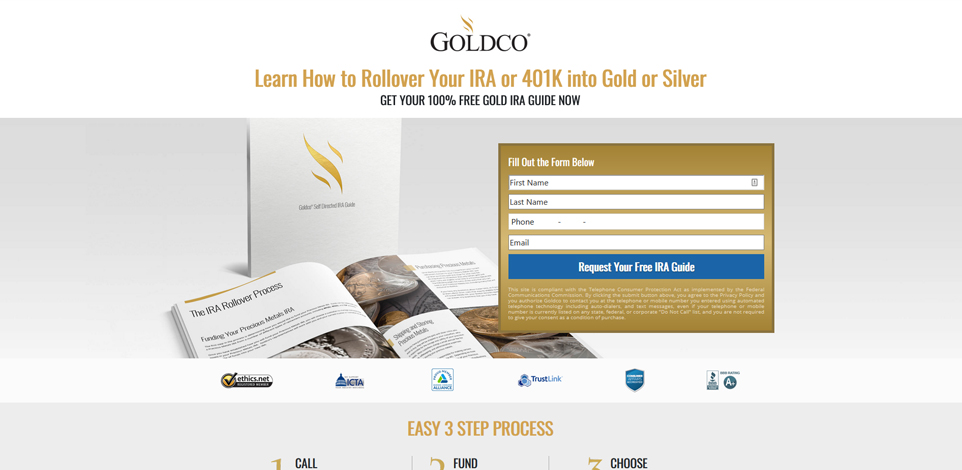 GOLDCO®
Learn How to Rollover Your IRA or 401K into Gold or Silver
GET YOUR 100% FREE GOLD IRA GUIDE NOW
Goldco® Self Directed IRA Guide
The IRA Rollover Process
Funding Your Precious Metals IRA
Purchasing Precious Metals
Shipping and Storing
Precious Metals
Fill Out the Form Below
First Name
Last Name
Phone - -
Email
Request Your Free IRA Guide
This site is compliant with the Telephone Consumer Protection Act as implemented by the Federal
Communications Commission. By clicking the submit button above, you agree to the Privacy Policy and
you authorize Goldco to contact you at the telephone or mobile number you entered using automated
telephone technology including auto-dialers, and text messages, even if your telephone or mobile
number is currently listed on any state, federal, or corporate "Do Not Call" list, and you are not required
to give your consent as a condition of purchase.
ethics.net
ICTA
ALLIANCE
TrustLink
BBB RATING
A+
EASY 3 STEP PROCESS
1 CALL
2 FUND
3 CHOOSE